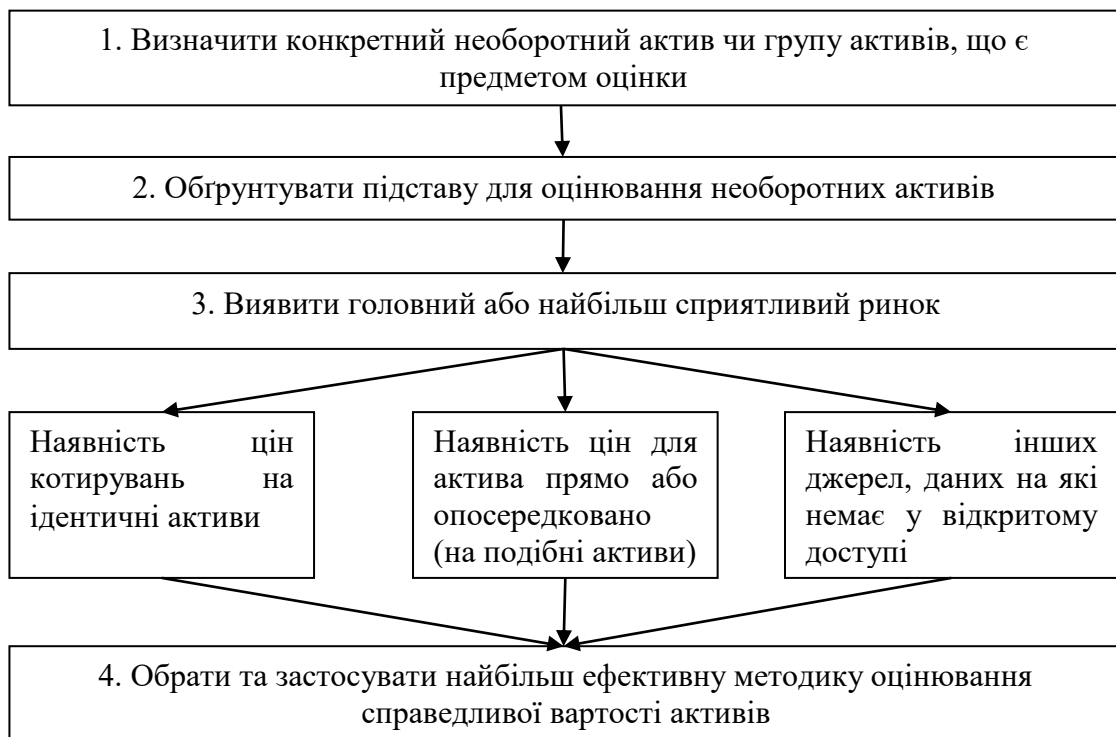 1. Визначити конкретний необоротний актив чи групу активів, що є
предметом оцінки
2. Обґрунтувати підставу для оцінювання необоротних активів
3. Виявити головний або найбільш сприятливий ринок
Наявність цін
котирувань на
ідентичні активи
Наявність цін для
актива прямо або
опосередковано
(на подібні активи)
Наявність інших
джерел, даних на які
немає у відкритому
доступі
4. Обрати та застосувати найбільш ефективну методику оцінювання
справедливої вартості активів